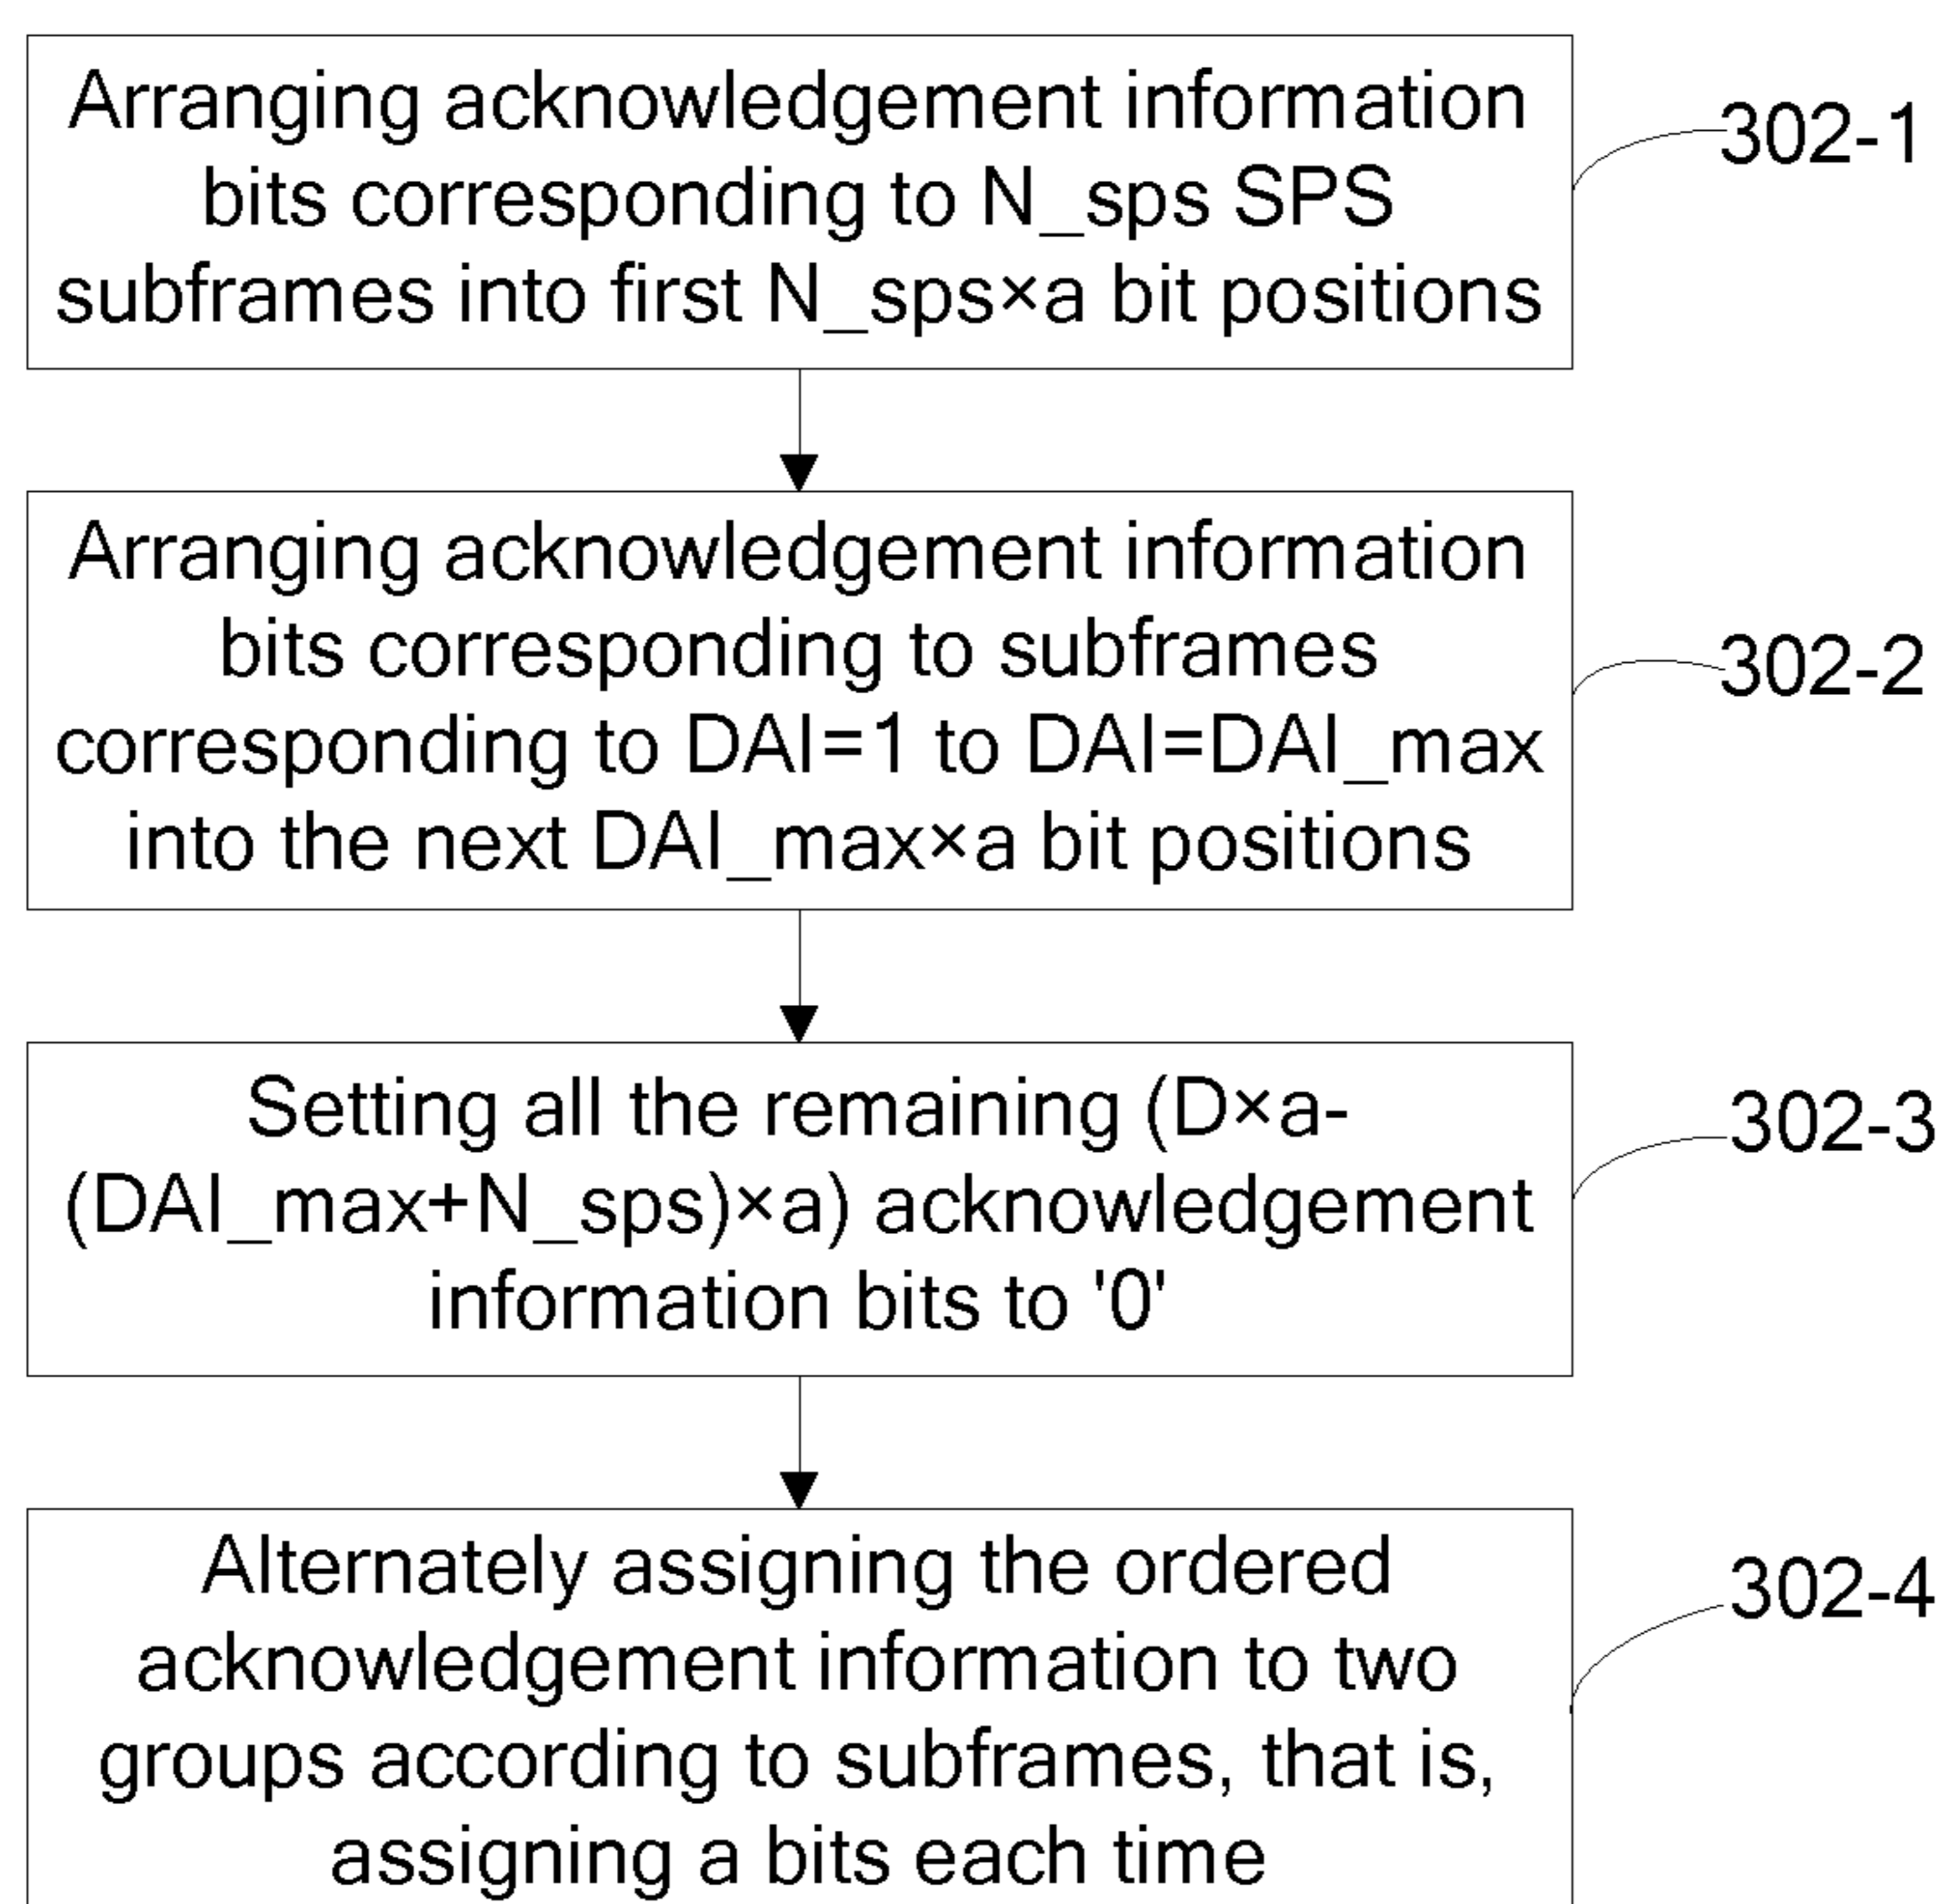 Arranging acknowledgement information
bits corresponding to N_sps SPS
subframes into first N_sps×a bit positions
302-1
Arranging acknowledgement information
bits corresponding to subframes
corresponding to DAI=1 to DAI=DAI_max
into the next DAI_max×a bit positions
302-2
Setting all the remaining (D×a-
(DAI_max+N_sps)×a) acknowledgement
information bits to '0'
302-3
Alternately assigning the ordered
acknowledgement information to two
groups according to subframes, that is,
assigning a bits each time
302-4